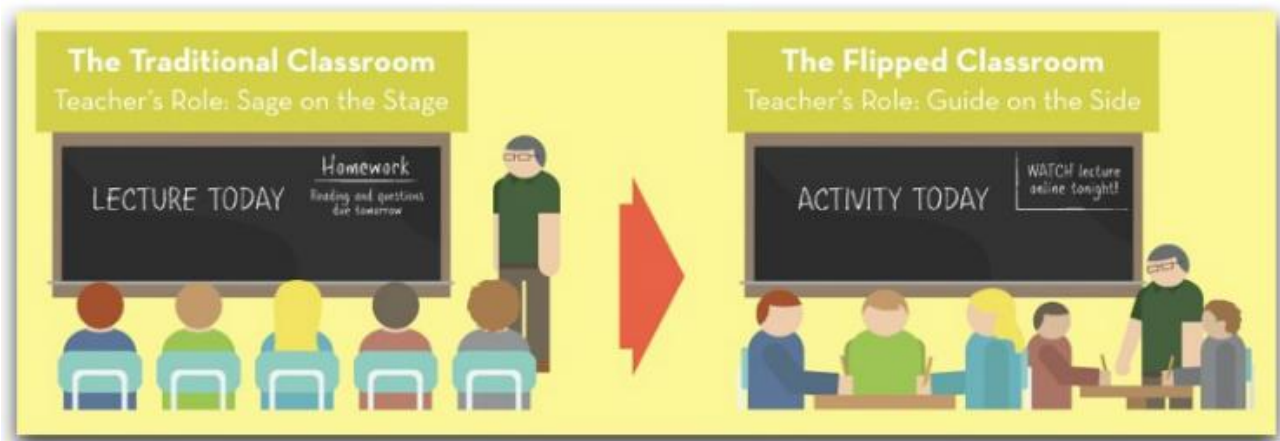 The Traditional Classroom
Teacher's Role: Sage on the Stage
LECTURE TODAY
Homework
Reading and questions
due tomorrow
The Flipped Classroom
Teacher's Role: Guide on the Side
ACTIVITY TODAY
WATCH lecture
online tonight!